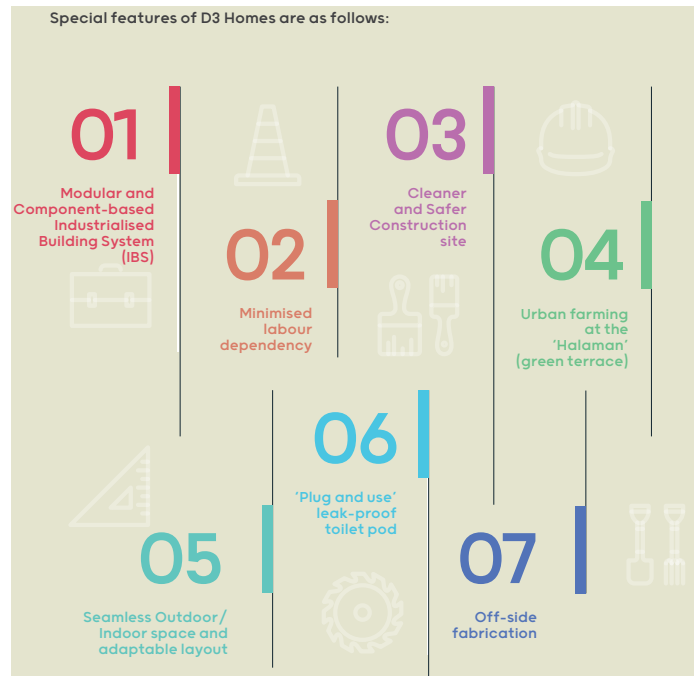 Special features of D3 Homes are as follows:
01
Modular and
Component-based
Industrialised
Building System
(IBS)
02
Minimised
labour
dependency
03
Cleaner
and Safer
Construction
site
04
Urban farming
at the
'Halaman'
(green terrace)
05
Seamless Outdoor/
Indoor space and
adaptable layout
06
'Plug and use'
leak-proof
toilet pod
07
Off-side
fabrication